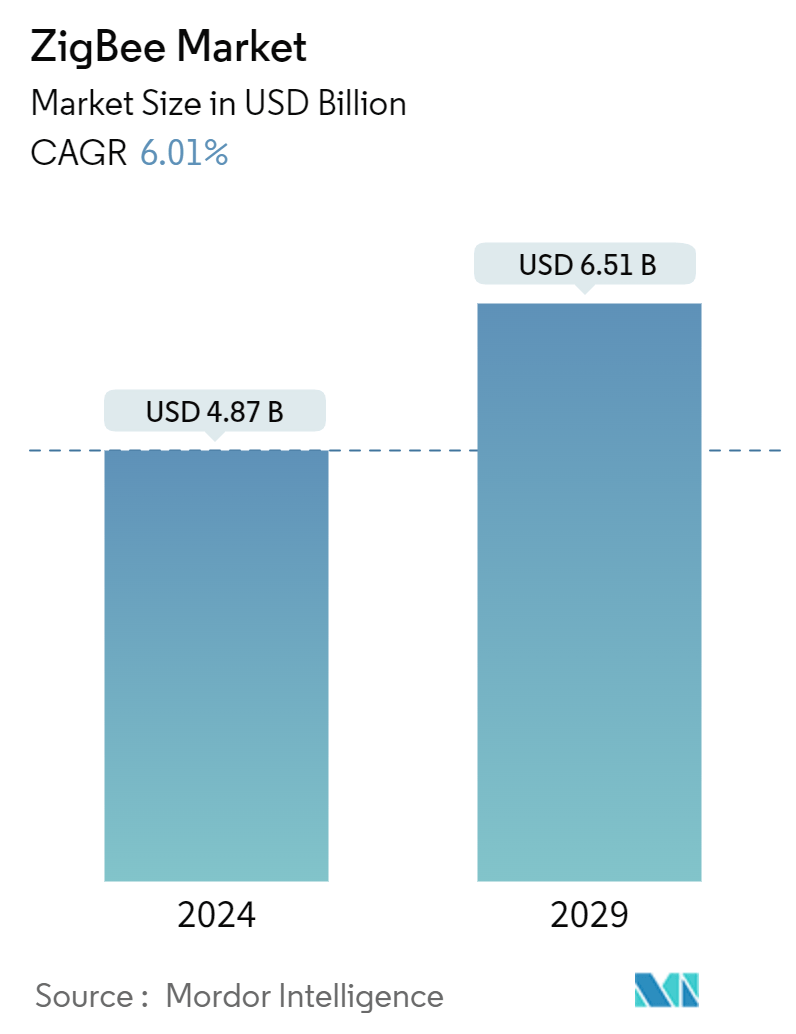 ZigBee Market
Market Size in USD Billion
CAGR 6.01%
USD 6.51 B
USD 4.87 B
2024
2029
Source : Mordor Intelligence